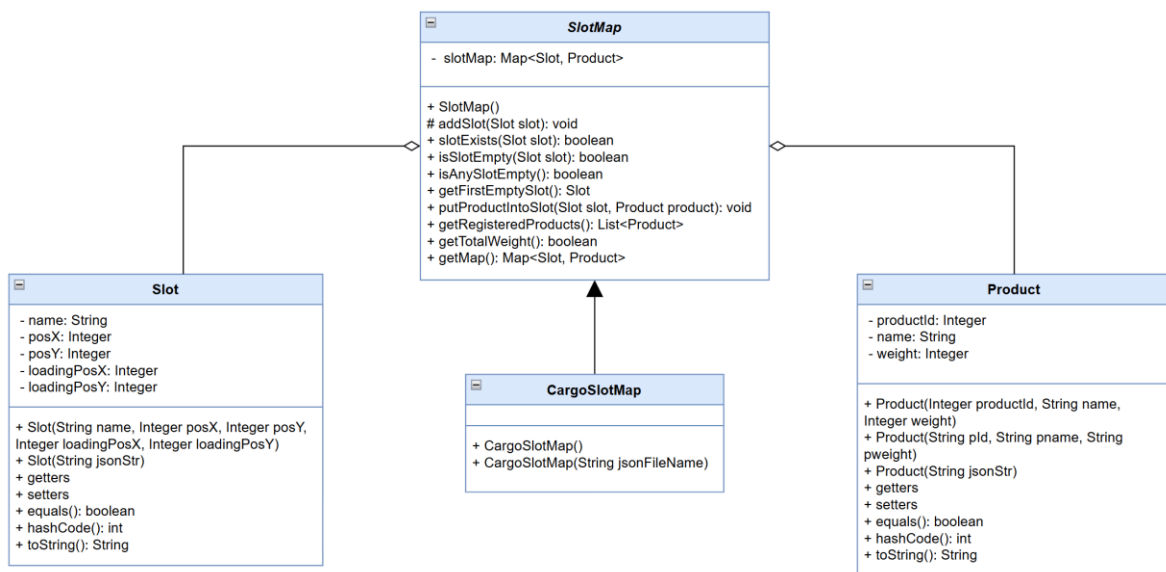 SlotMap
- slotMap: Map<Slot, Product>
+ SlotMap()
# addSlot(Slot slot): void
+ slotExists(Slot slot): boolean
+ isSlotEmpty(Slot slot): boolean
+ isAnySlotEmpty(): boolean
+ getFirstEmptySlot(): Slot
+ putProductIntoSlot(Slot slot, Product product): void
+ getRegisteredProducts(): List<Product>
+ getTotalWeight(): boolean
+ getMap(): Map<Slot, Product>
Slot
- name: String
- posX: Integer
- posY: Integer
- loadingPosX: Integer
- loadingPosY: Integer
+ Slot(String name, Integer posX, Integer posY,
Integer loadingPosX, Integer loadingPosY)
+ Slot(String jsonStr)
+ getters
+ setters
+ equals(): boolean
+ hashCode(): int
+ toString(): String
CargoSlotMap
+ CargoSlotMap()
+ CargoSlotMap(String jsonFileName)
Product
- productId: Integer
- name: String
- weight: Integer
+ Product(Integer productId, String name,
Integer weight)
+ Product(String pId, String pname, String
pweight)
+ Product(String jsonStr)
+ getters
+ setters
+ equals(): boolean
+ hashCode(): int
+ toString(): String